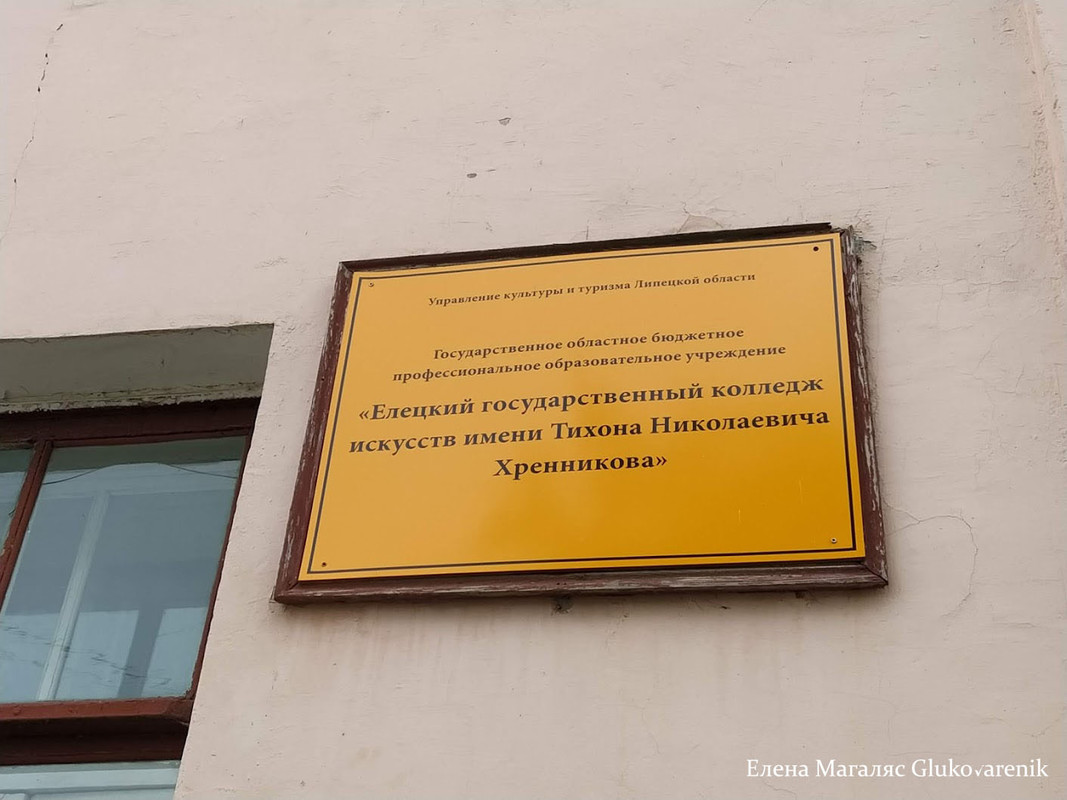 Управление культуры и туризма Липецкой области
Государственное областное бюджетное
профессиональное образовательное учреждение
«Елецкий государственный колледж
искусств имени Тихона Николаевича
Хренникова»
Елена Магаляс Glukovarenik